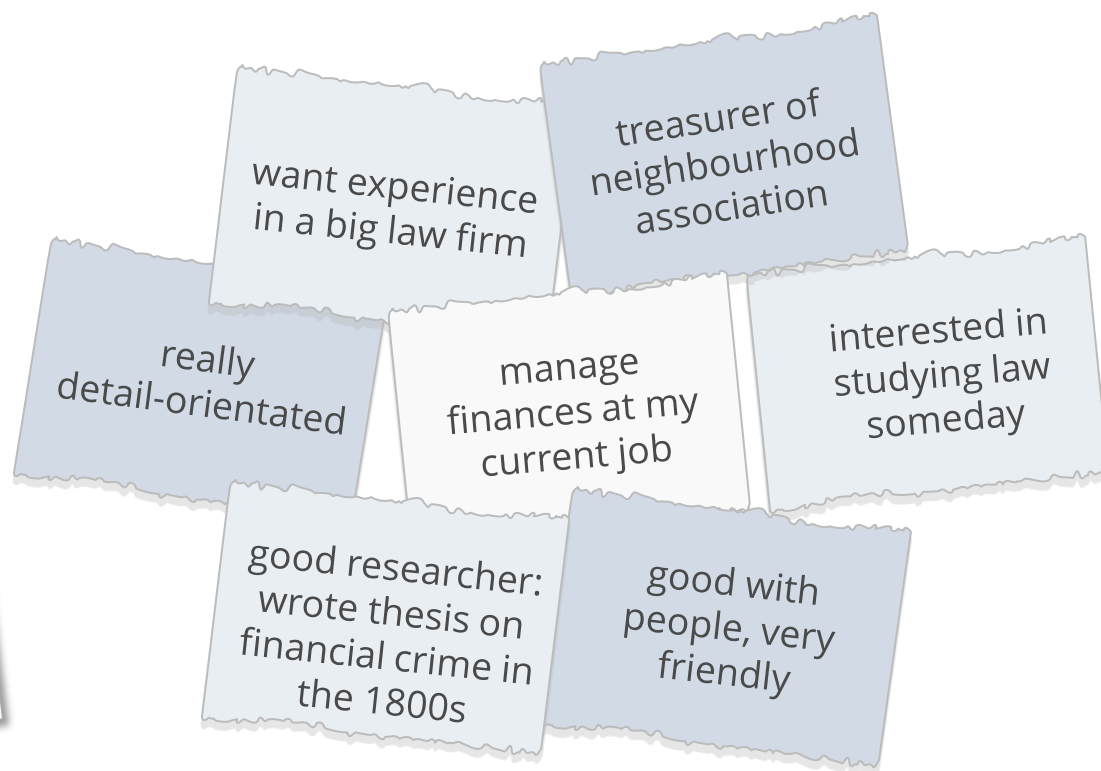 want experience
in a big law firm
treasurer of
neighbourhood
association
really
detail-orientated
manage
finances at my
current job
interested in
studying law
someday
good researcher:
wrote thesis on
financial crime in
the 1800s
good with
people, very
friendly